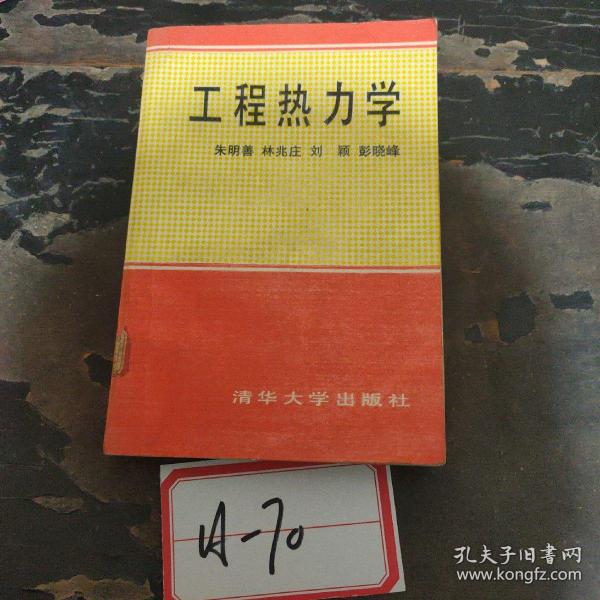 工程热力学
朱明善 林兆庄 刘 颖 彭晓峰
清华大学出版社
A-70
孔夫子旧书网
www.kongfz.com